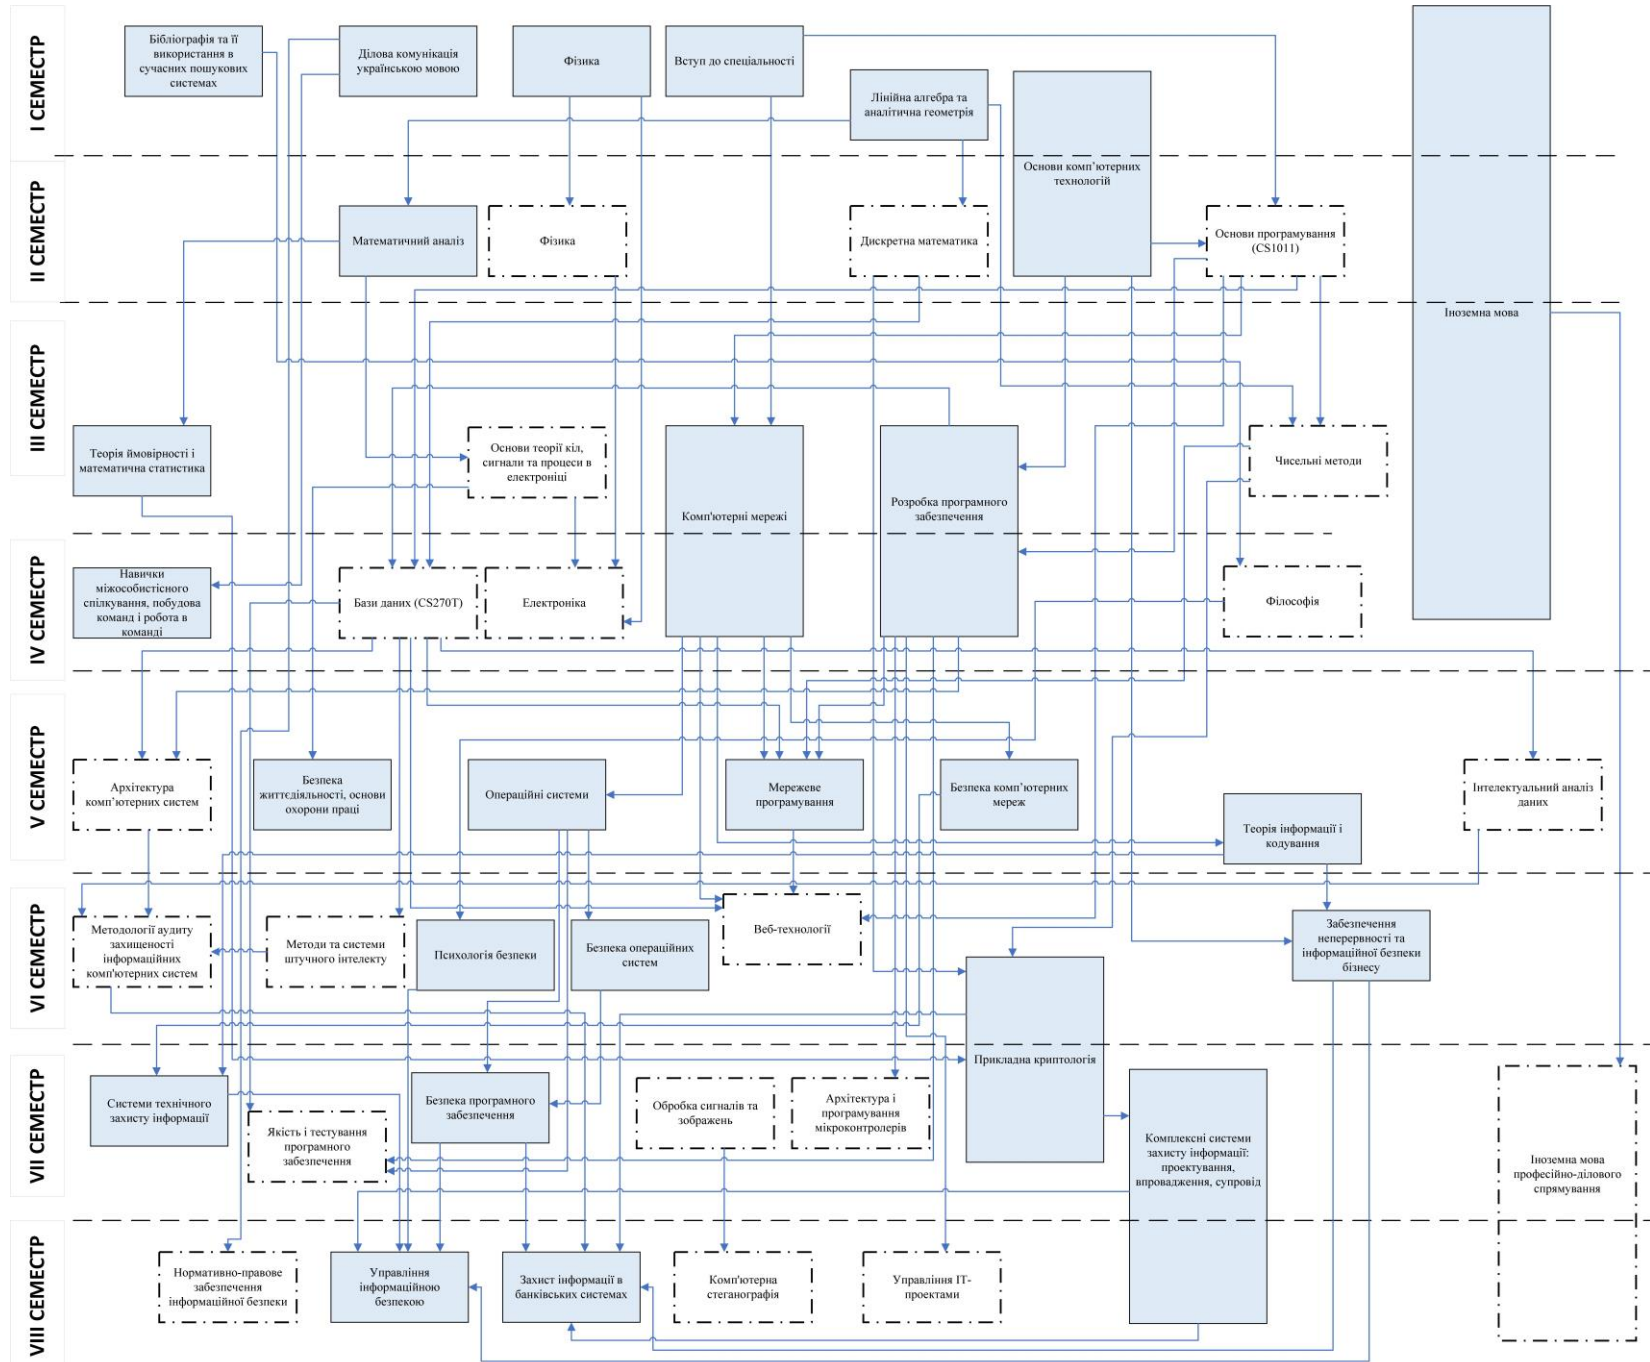 I СЕМЕСТР
Бібліографія та її
використання в
сучасних пошукових
системах
Ділова комунікація
українською мовою
Фізика
Вступ до спеціальності
Лінійна алгебра та
аналітична геометрія
Основи комп’ютерних
технологій
II СЕМЕСТР
Математичний аналіз
Фізика
Дискретна математика
Основи програмування
(CS1011)
Іноземна мова
III СЕМЕСТР
Теорія ймовірності і
математична статистика
Основи теорії кіл,
сигнали та процеси в
електроніці
Комп'ютерні мережі
Розробка програмного
забезпечення
Чисельні методи
IV СЕМЕСТР
Навички
міжособистісного
спілкування, побудова
команд і робота в
команді
Бази даних (CS270T)
Електроніка
Філософія
V СЕМЕСТР
Архітектура
комп’ютерних систем
Безпека
життєдіяльності, основи
охорони праці
Операційні системи
Мережеве
програмування
Безпека комп’ютерних
мереж
Теорія інформації і
кодування
Інтелектуальний аналіз
даних
VI СЕМЕСТР
Методології аудиту
захищеності
інформаційних
комп'ютерних систем
Методи та системи
штучного інтелекту
Психологія безпеки
Безпека операційних
систем
Веб-технології
Забезпечення
неперервності та
інформаційної безпеки
бізнесу
Прикладна криптологія
VII СЕМЕСТР
Системи технічного
захисту інформації
Якість і тестування
програмного
забезпечення
Безпека програмного
забезпечення
Обробка сигналів та
зображень
Архітектура і
програмування
мікроконтролерів
Комплексні системи
захисту інформації:
проектування,
впровадження, супровід
Іноземна мова
професійно-ділового
спрямування
VIII СЕМЕСТР
Нормативно-правове
забезпечення
інформаційної безпеки
Управління
інформаційною
безпекою
Захист інформації в
банківських системах
Комп'ютерна
стеганографія
Управління ІТ-
проектами